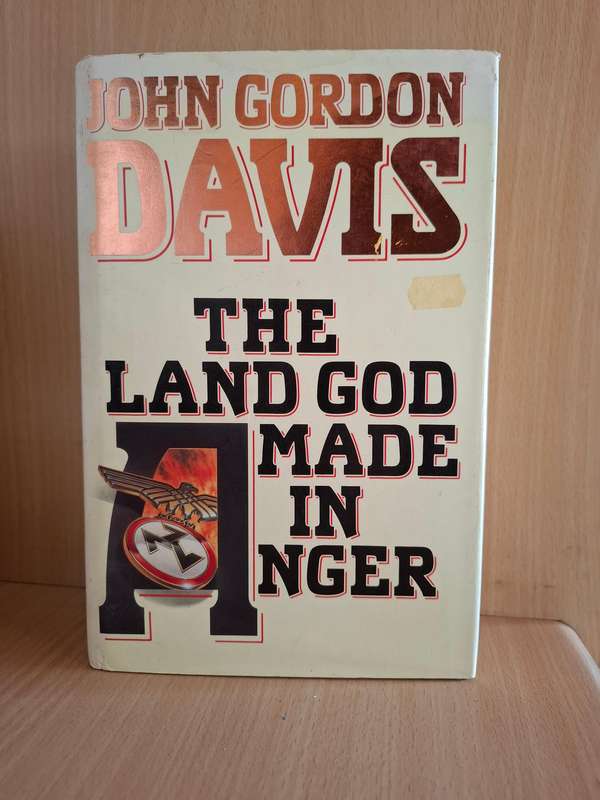 JOHN GORDON
DAVIS
THE
LAND GOD
MADE
IN
ANGER